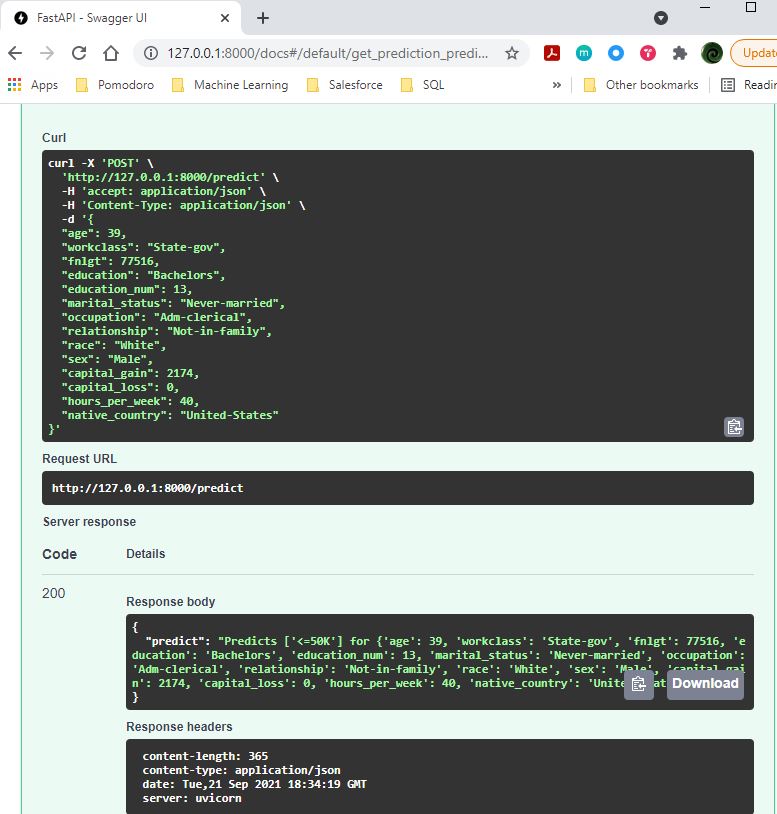 FastAPI - Swagger UI
127.0.0.1:8000/docs#/default/get_prediction_predi...
Update
Apps Pomodoro Machine Learning Salesforce SQL » Other bookmarks Readin
Curl
curl -X 'POST' \
'http://127.0.0.1:8000/predict' \
-H 'accept: application/json' \
-H 'Content-Type: application/json' \
-d '{
"age": 39,
"workclass": "State-gov",
"fnlgt": 77516,
"education": "Bachelors",
"education_num": 13,
"marital_status": "Never-married",
"occupation": "Adm-clerical",
"relationship": "Not-in-family",
"race": "White",
"sex": "Male",
"capital_gain": 2174,
"capital_loss": 0,
"hours_per_week": 40,
"native_country": "United-States"
}'
Request URL
http://127.0.0.1:8000/predict
Server response
Code Details
200
Response body
{
"predict": "Predicts ['<=50K'] for {'age': 39, 'workclass': 'State-gov', 'fnlgt': 77516, 'e
ducation': 'Bachelors', 'education_num': 13, 'marital_status': 'Never-married', 'occupation':
'Adm-clerical', 'relationship': 'Not-in-family', 'race': 'White', 'sex': 'Male', 'capital_gai
n': 2174, 'capital_loss': 0, 'hours_per_week': 40, 'native_country':
}
Download
Response headers
content-length: 365
content-type: application/json
date: Tue,21 Sep 2021 18:34:19 GMT
server: uvicorn